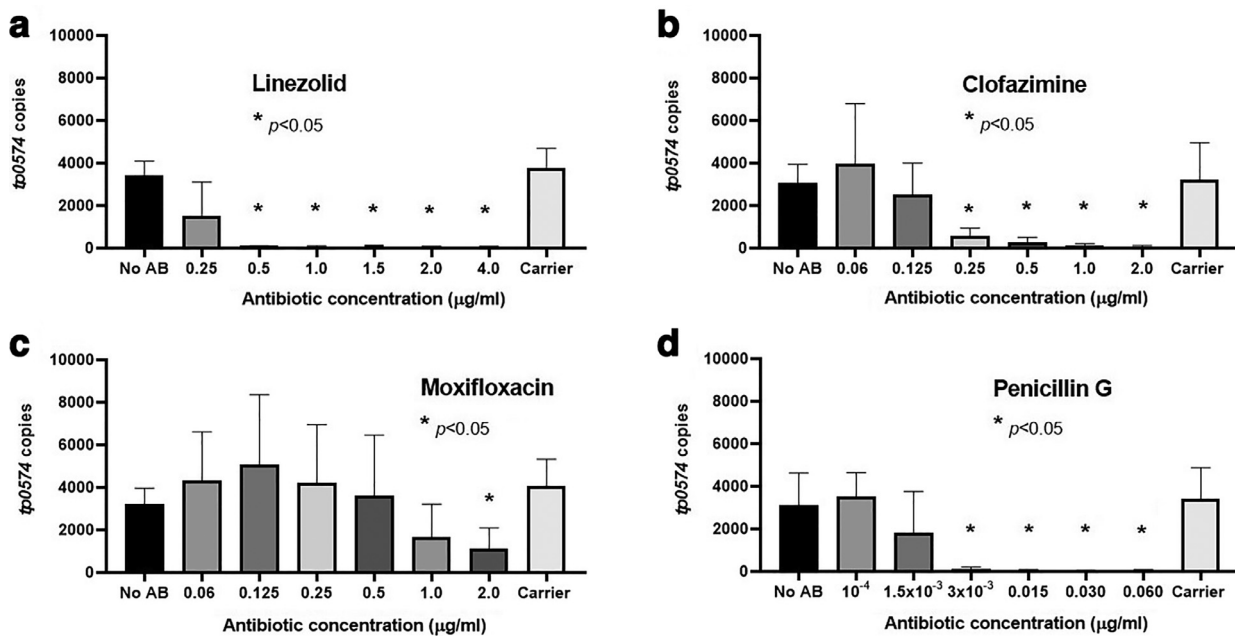 a
10000
Linezolid
8000
* p<0.05
6000
4000
2000
* * * * *
0
tp0574 copies
No AB 0.25 0.5 1.0 1.5 2.0 4.0 Carrier
Antibiotic concentration (μg/ml)
b
10000
Clofazimine
8000
* p<0.05
6000
4000
2000
* * * *
0
tp0574 copies
No AB 0.06 0.125 0.25 0.5 1.0 2.0 Carrier
Antibiotic concentration (μg/ml)
c
10000
Moxifloxacin
8000
* p<0.05
6000
4000
*
2000
0
tp0574 copies
No AB 0.06 0.125 0.25 0.5 1.0 2.0 Carrier
Antibiotic concentration (μg/ml)
d
10000
Penicillin G
8000
* p<0.05
6000
4000
2000
* * * *
0
tp0574 copies
No AB 10⁻⁴ 1.5x10⁻³ 3x10⁻³ 0.015 0.030 0.060 Carrier
Antibiotic concentration (μg/ml)